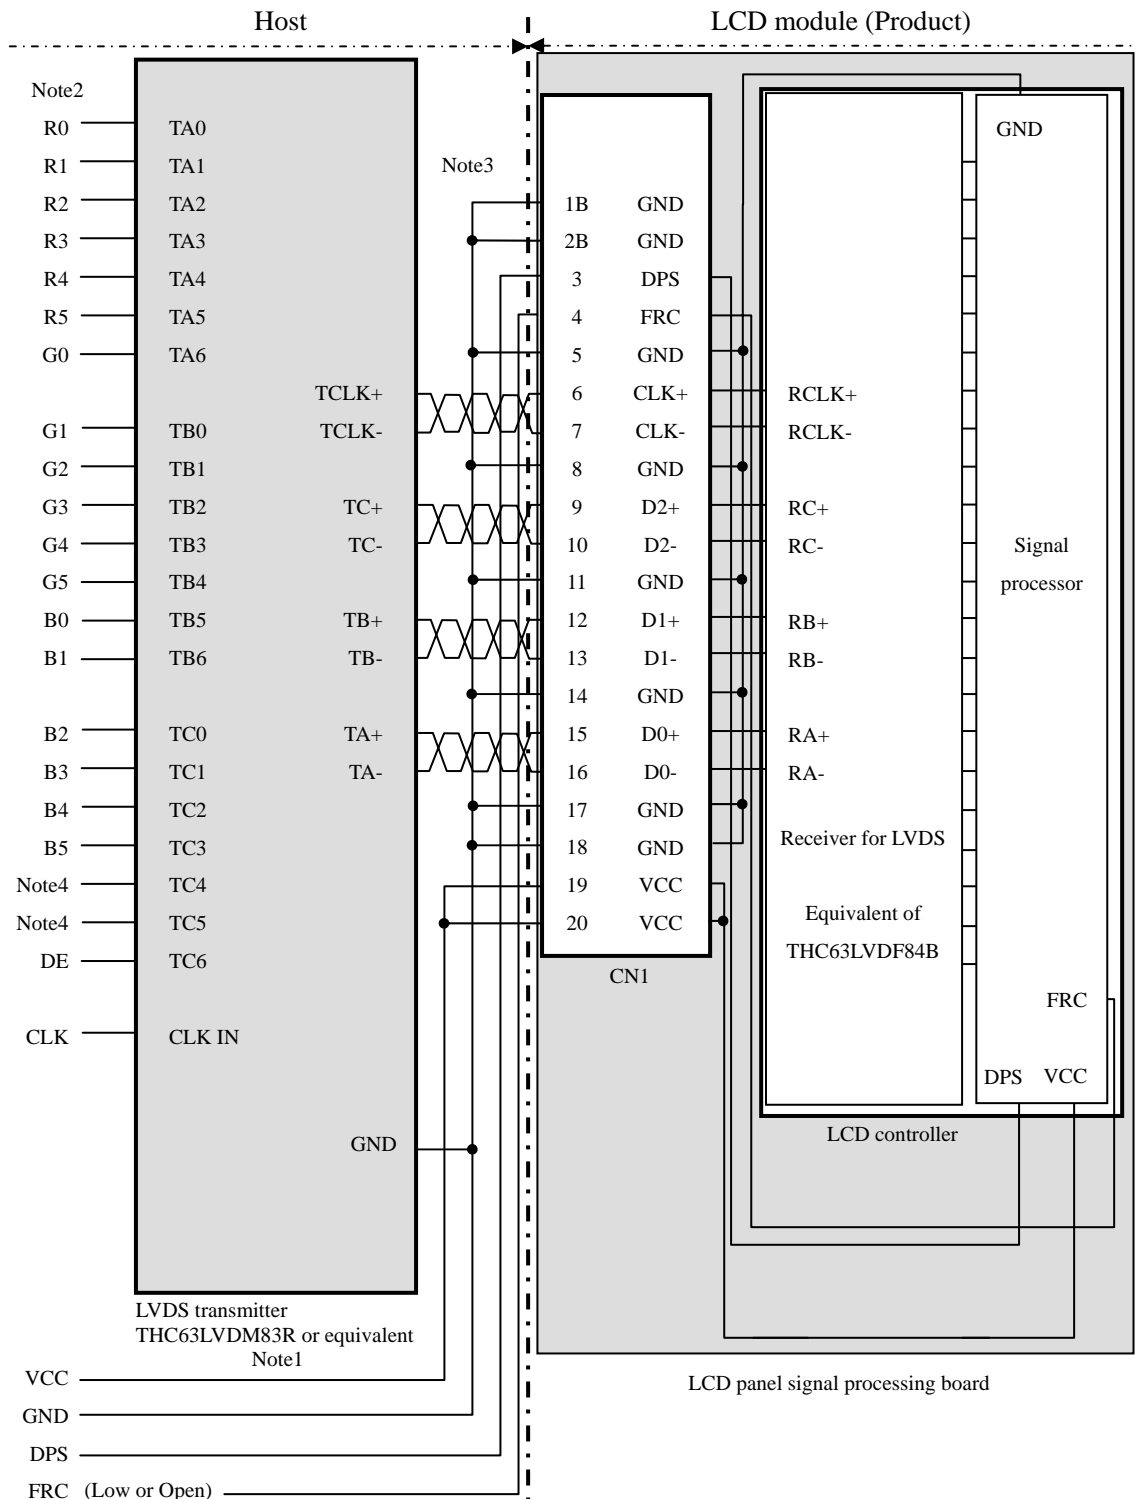 Host
LCD module (Product)
Note2
R0 TA0
R1 TA1
R2 TA2
R3 TA3
R4 TA4
R5 TA5
G0 TA6
TCLK+
G1 TB0 TCLK-
G2 TB1
G3 TB2 TC+
G4 TB3 TC-
G5 TB4
B0 TB5 TB+
B1 TB6 TB-
B2 TC0 TA+
B3 TC1 TA-
B4 TC2
B5 TC3
Note4 TC4
Note4 TC5
DE TC6
CLK CLK IN
GND
LVDS transmitter
THC63LVDM83R or equivalent
Note1
VCC
GND
DPS
FRC (Low or Open)
Note3
1B GND
2B GND
3 DPS
4 FRC
5 GND
6 CLK+
7 CLK-
8 GND
9 D2+
10 D2-
11 GND
12 D1+
13 D1-
14 GND
15 D0+
16 D0-
17 GND
18 GND
19 VCC
20 VCC
CN1
RCLK+
RCLK-
RC+
RC-
RB+
RB-
RA+
RA-
Receiver for LVDS
Equivalent of
THC63LVDF84B
GND
Signal
processor
FRC
DPS VCC
LCD controller
LCD panel signal processing board